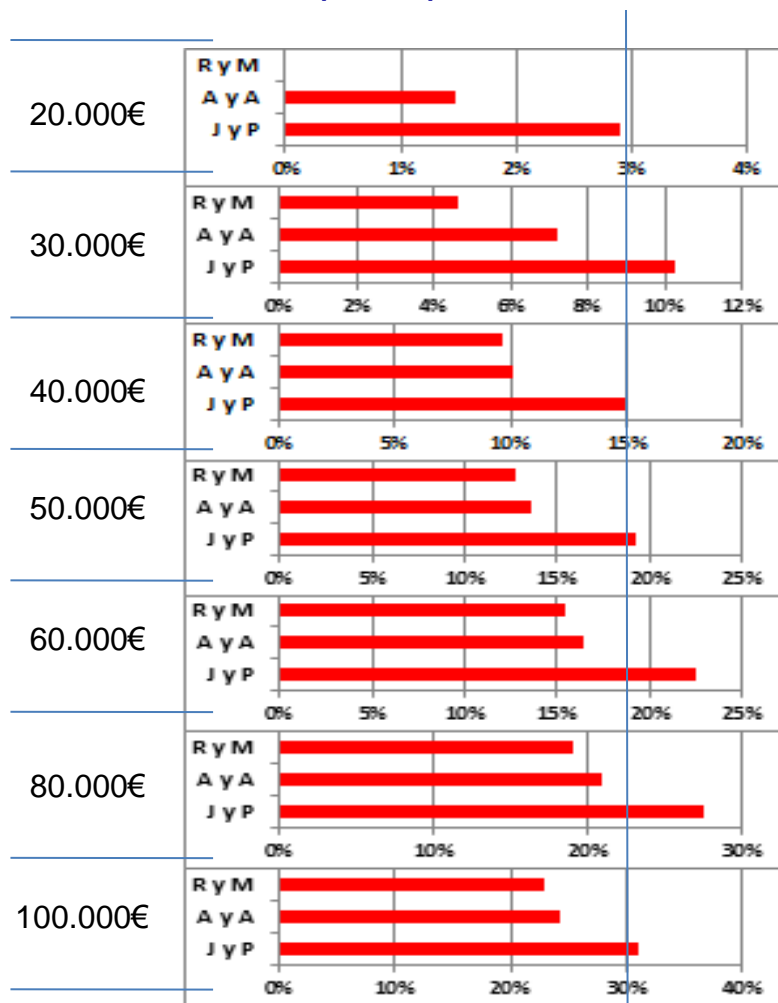 R y M
A y A
20.000€
J y P
0% 1% 2% 3% 4%
R y M
A y A
30.000€
J y P
0% 2% 4% 6% 8% 10% 12%
R y M
A y A
40.000€
J y P
0% 5% 10% 15% 20%
R y M
A y A
50.000€
J y P
0% 5% 10% 15% 20% 25%
R y M
A y A
60.000€
J y P
0% 5% 10% 15% 20% 25%
R y M
A y A
80.000€
J y P
0% 10% 20% 30%
R y M
A y A
100.000€
J y P
0% 10% 20% 30% 40%